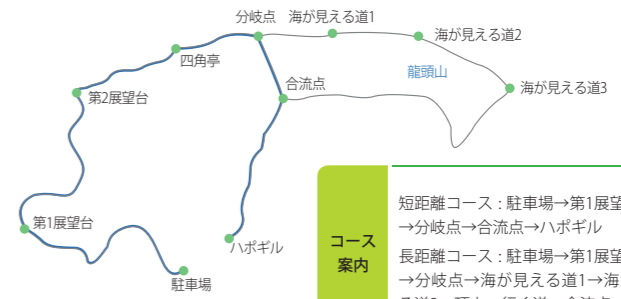 分岐点
海が見える道1
海が見える道2
四角亭
龍頭山
合流点
海が見える道3
第2展望台
第1展望台
ハポギル
駐車場
コース
案内
短距離コース : 駐車場→第1展望
→分岐点→合流点→ハポギル
長距離コース : 駐車場→第1展望
→分岐点→海が見える道1→海